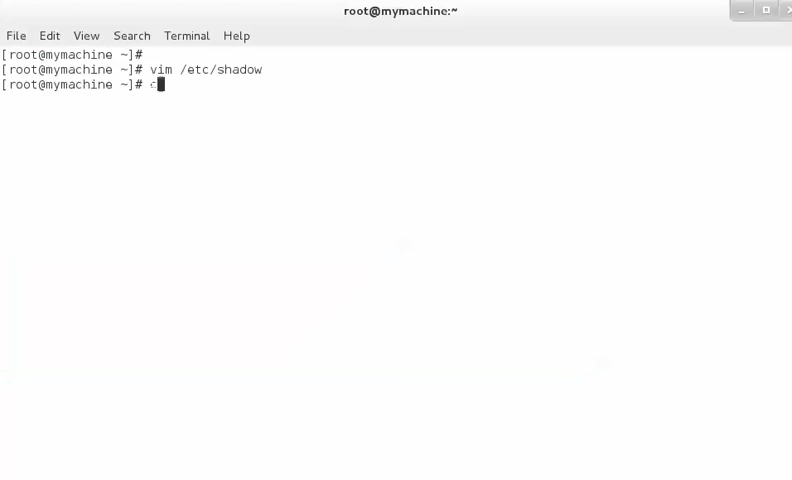 root@mymachine:~
File Edit View Search Terminal Help
[root@mymachine ~]#
[root@mymachine ~]# vim /etc/shadow
[root@mymachine ~]# c